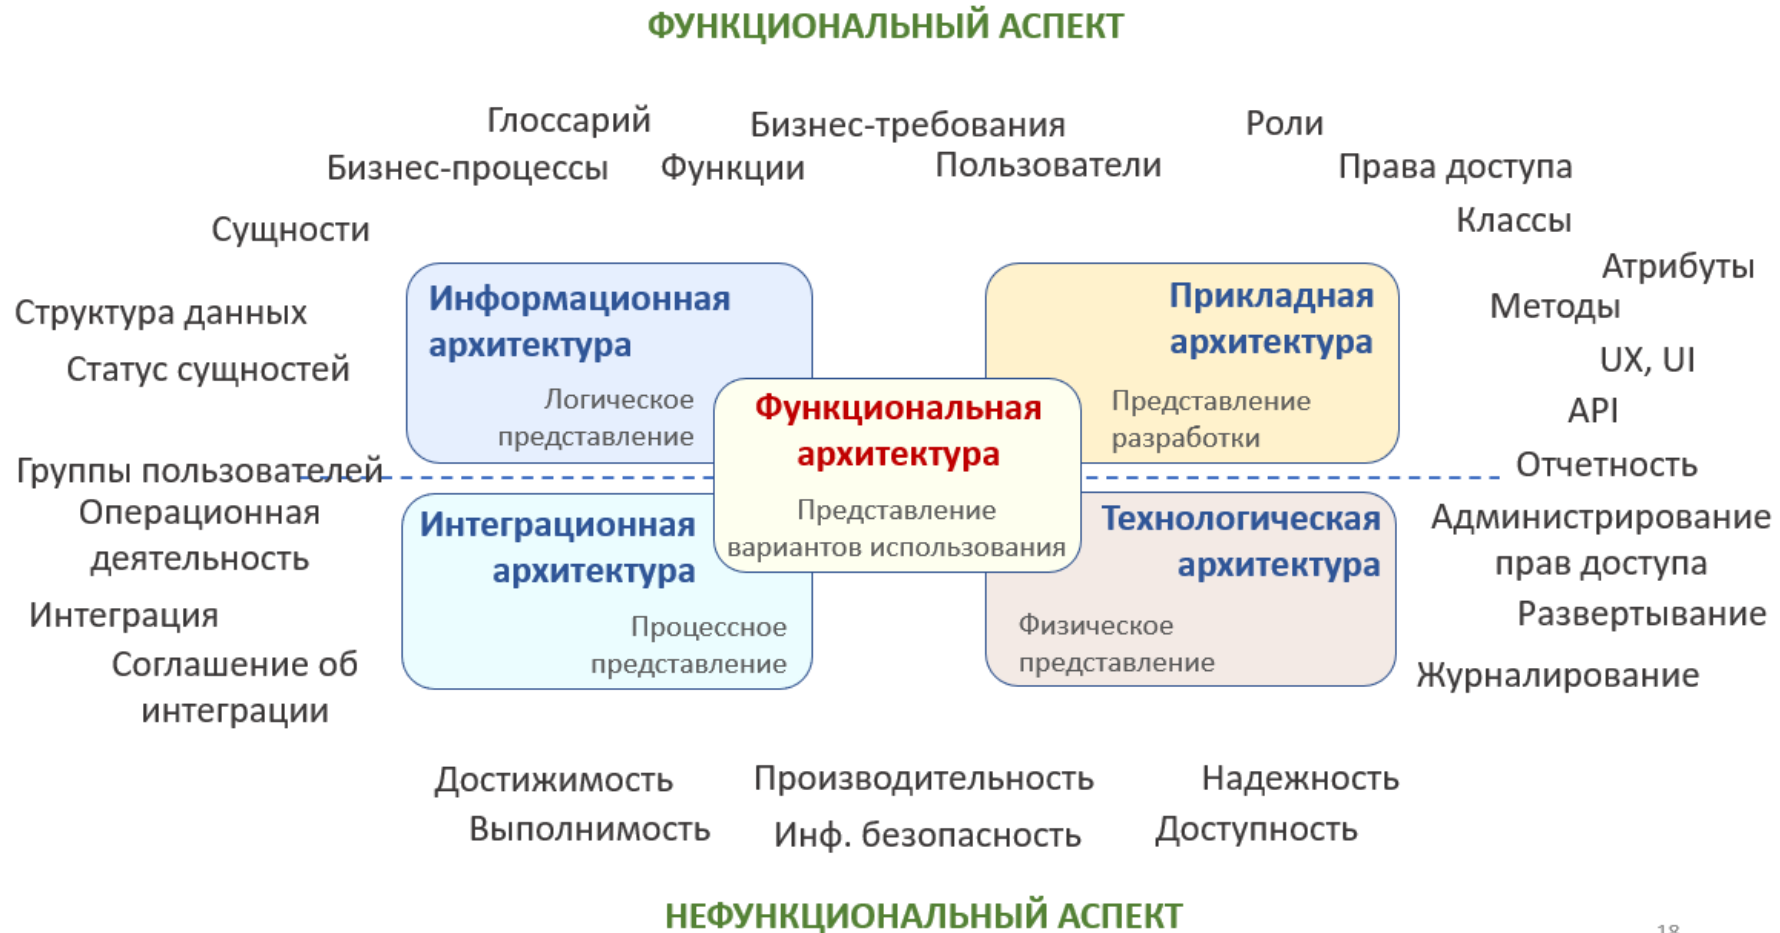 ФУНКЦИОНАЛЬНЫЙ АСПЕКТ
Глоссарий
Бизнес-требования
Роли
Бизнес-процессы
Функции
Пользователи
Права доступа
Сущности
Классы
Атрибуты
Структура данных
Методы
Статус сущностей
UX, UI
API
Информационная
архитектура
Логическое
представление
Прикладная
архитектура
Представление
разработки
Функциональная
архитектура
Представление
вариантов использования
Группы пользователей
Отчетность
Операционная
деятельность
Администрирование
прав доступа
Интеграционная
архитектура
Процессное
представление
Технологическая
архитектура
Физическое
представление
Интеграция
Развертывание
Соглашение об
интеграции
Журналирование
Достижимость
Производительность
Надежность
Выполнимость
Инф. безопасность
Доступность
НЕФУНКЦИОНАЛЬНЫЙ АСПЕКТ
18